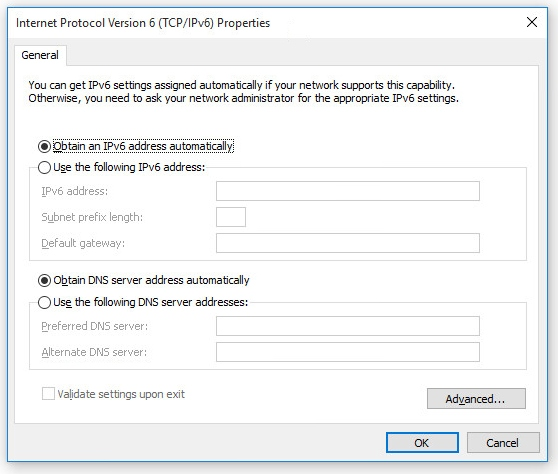 Internet Protocol Version 6 (TCP/IPv6) Properties
General
You can get IPv6 settings assigned automatically if your network supports this capability.
Otherwise, you need to ask your network administrator for the appropriate IPv6 settings.
Obtain an IPv6 address automatically
Use the following IPv6 address:
IPv6 address:
Subnet prefix length:
Default gateway:
Obtain DNS server address automatically
Use the following DNS server addresses:
Preferred DNS server:
Alternate DNS server:
Validate settings upon exit
Advanced...
OK Cancel